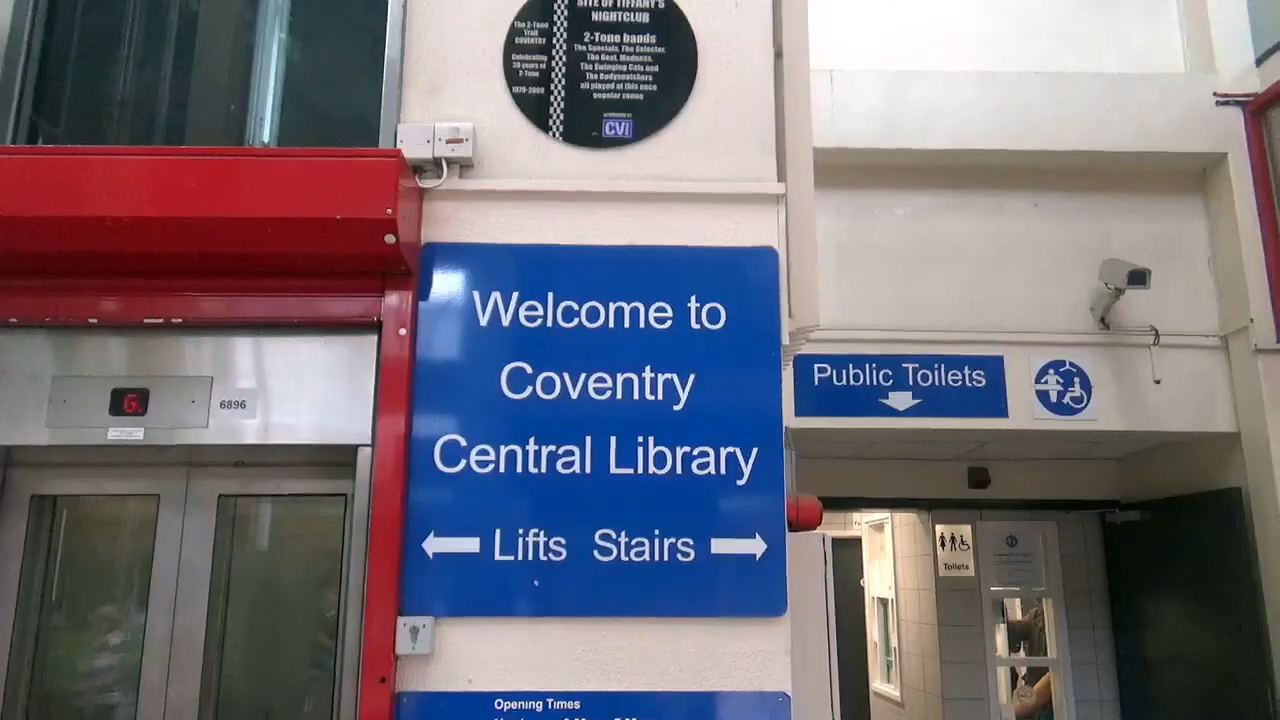 SITE OF TIFFANY'S
NIGHTCLUB
The 2-Tone
Trail
COVENTRY
Celebrating
30 years of
2-Tone
1979-2009
2-Tone bands
The Specials, The Selecter,
The Beat, Madness,
The Swinging Cats and
The Bodysnatchers
all played at this once
popular venue
CVI
G
6896
Welcome to
Coventry
Central Library
Lifts Stairs
Public Toilets
Toilets
Opening Times